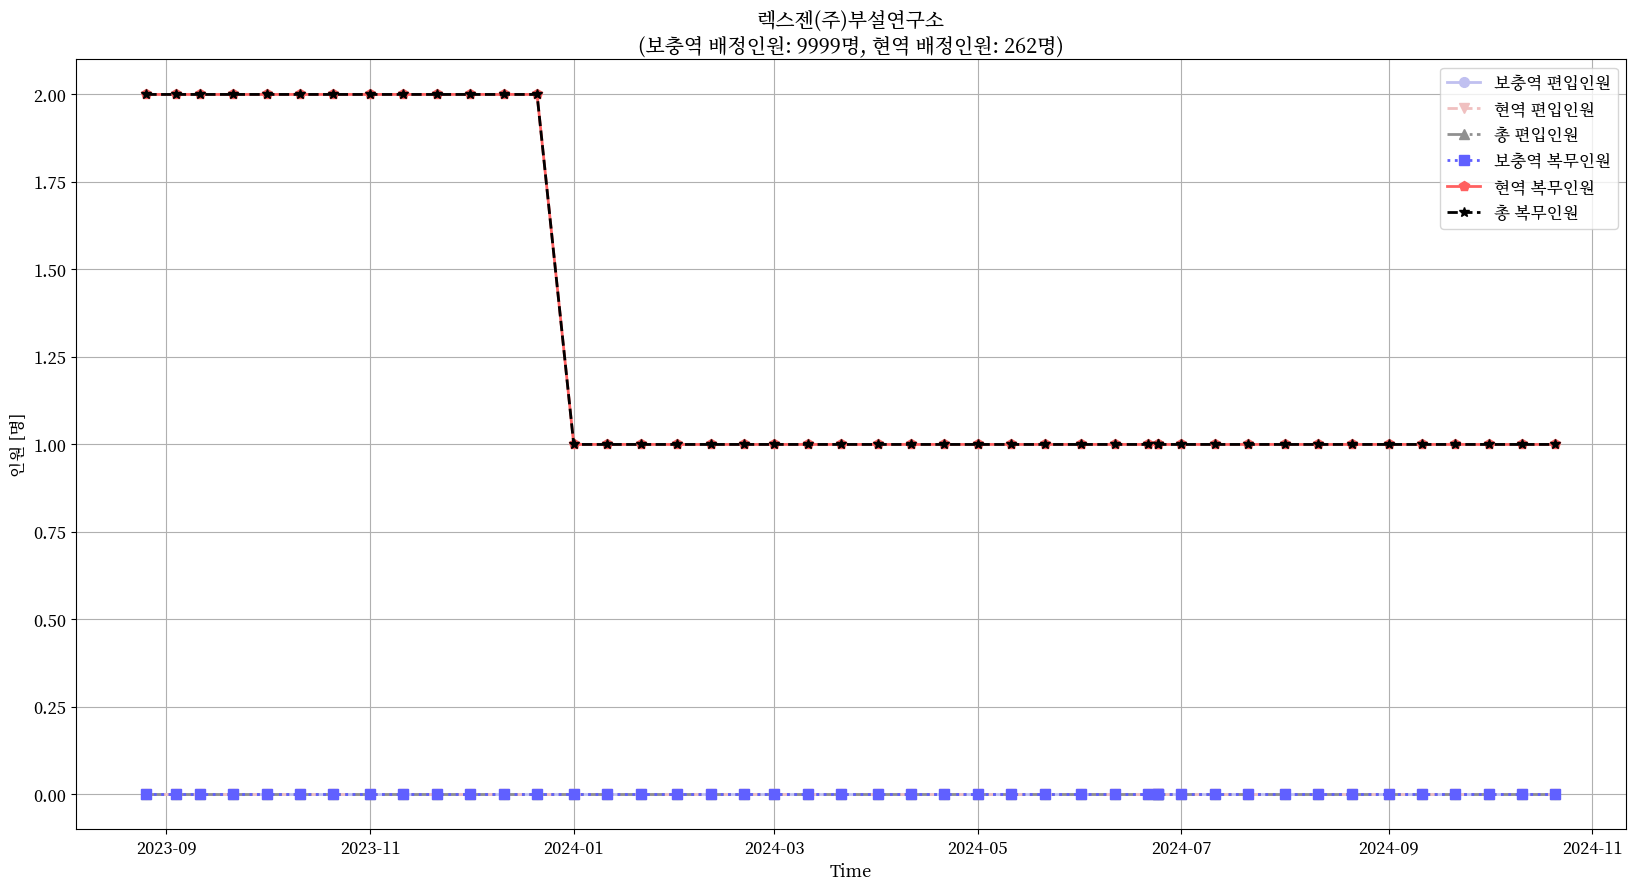 렉스젠(주)부설연구소
(보충역 배정인원: 9999명, 현역 배정인원: 262명)
보충역 편입인원
현역 편입인원
총 편입인원
보충역 복무인원
현역 복무인원
총 복무인원
2.00
1.75
1.50
1.25
1.00
0.75
0.50
0.25
0.00
인원 [명]
2023-09
2023-11
2024-01
2024-03
2024-05
2024-07
2024-09
2024-11
Time